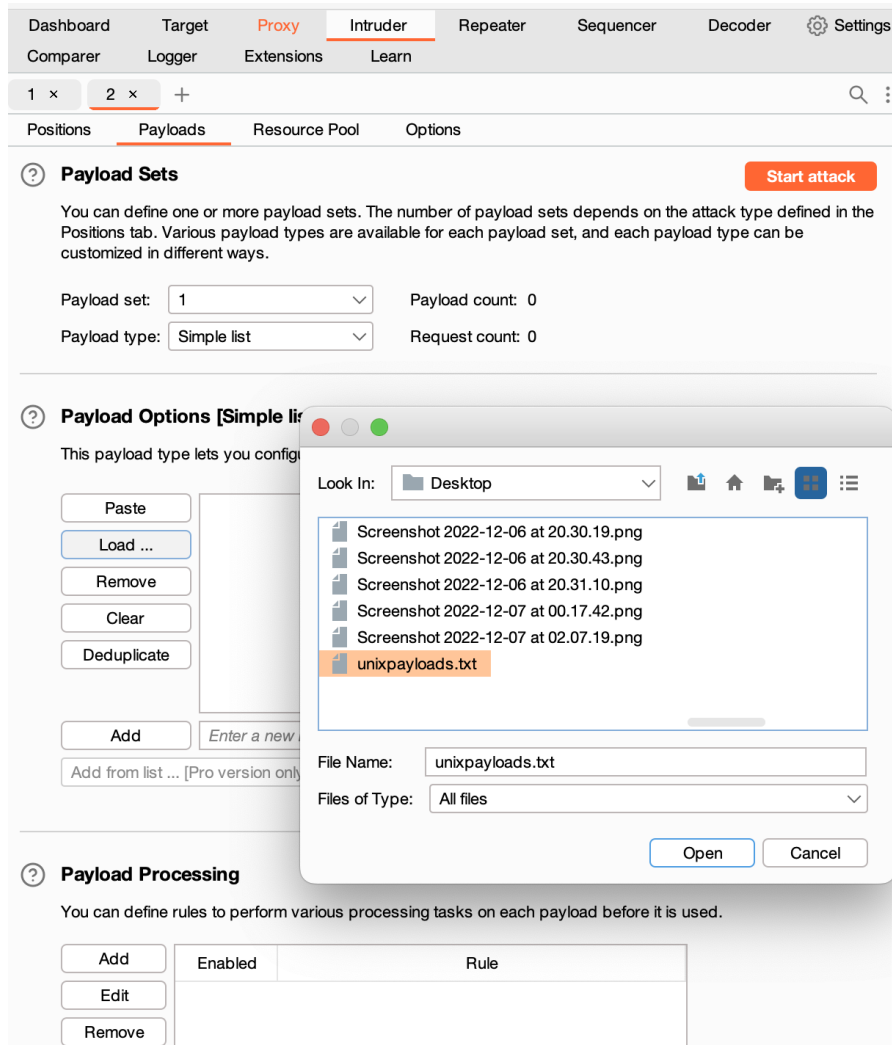 Dashboard Target Proxy Intruder Repeater Sequencer Decoder Settings
Comparer Logger Extensions Learn
1 × 2 × +
Positions Payloads Resource Pool Options
? Payload Sets Start attack
You can define one or more payload sets. The number of payload sets depends on the attack type defined in the
Positions tab. Various payload types are available for each payload set, and each payload type can be
customized in different ways.
Payload set: 1 Payload count: 0
Payload type: Simple list Request count: 0
? Payload Options [Simple lis
This payload type lets you configu
Paste
Load ...
Remove
Clear
Deduplicate
Add Enter a new
Add from list ... [Pro version only
Look In: Desktop
Screenshot 2022-12-06 at 20.30.19.png
Screenshot 2022-12-06 at 20.30.43.png
Screenshot 2022-12-06 at 20.31.10.png
Screenshot 2022-12-07 at 00.17.42.png
Screenshot 2022-12-07 at 02.07.19.png
unixpayloads.txt
File Name: unixpayloads.txt
Files of Type: All files
Open Cancel
? Payload Processing
You can define rules to perform various processing tasks on each payload before it is used.
Add Enabled Rule
Edit
Remove